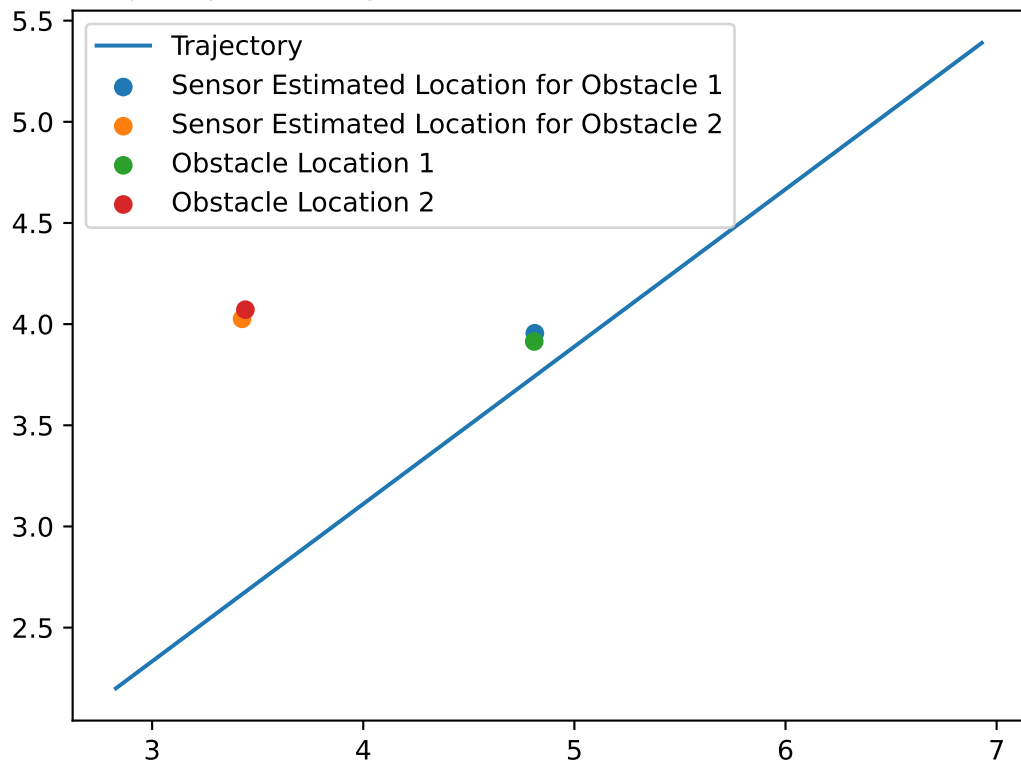 5.5
5.0
4.5
4.0
3.5
3.0
2.5
Trajectory
Sensor Estimated Location for Obstacle 1
Sensor Estimated Location for Obstacle 2
Obstacle Location 1
Obstacle Location 2
3 4 5 6 7